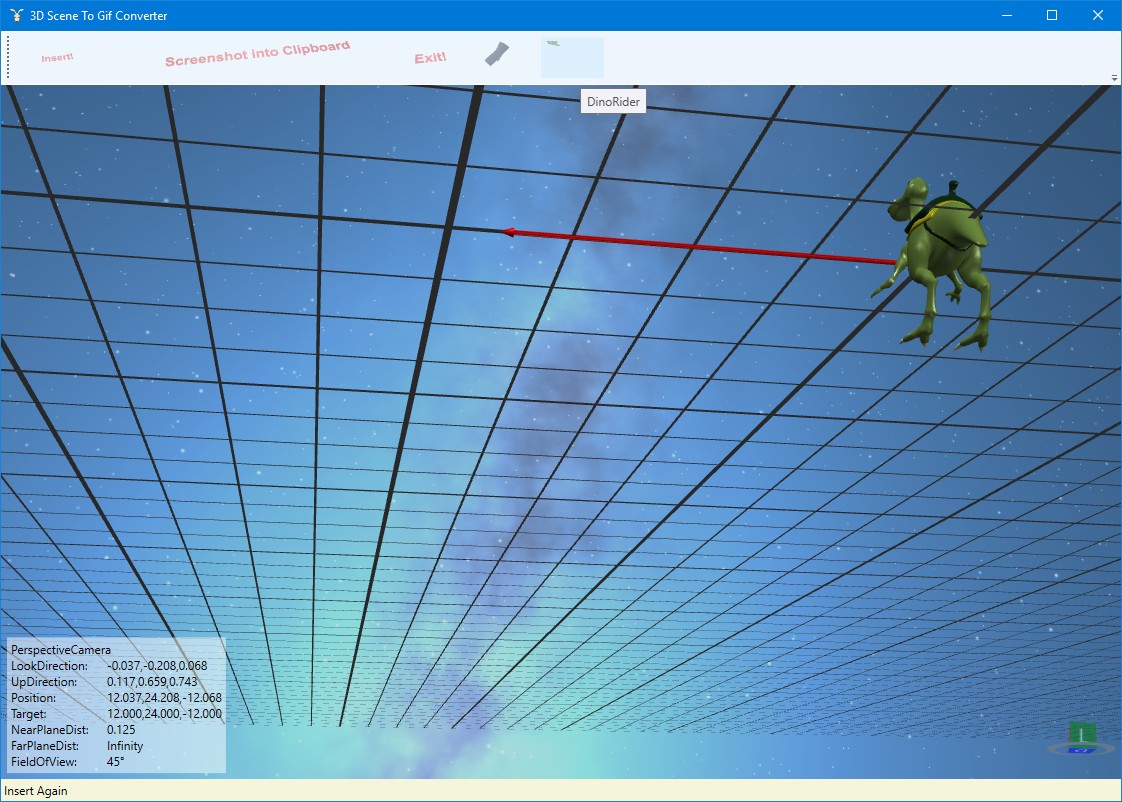 3D Scene To Gif Converter
Insert!
Screenshot into Clipboard
Exit!
DinoRider
PerspectiveCamera
LookDirection: -0.037,-0.208,0.068
UpDirection: 0.117,0.659,0.743
Position: 12.037,24.208,-12.068
Target: 12.000,24.000,-12.000
NearPlaneDist: 0.125
FarPlaneDist: Infinity
FieldOfView: 45°
Insert Again